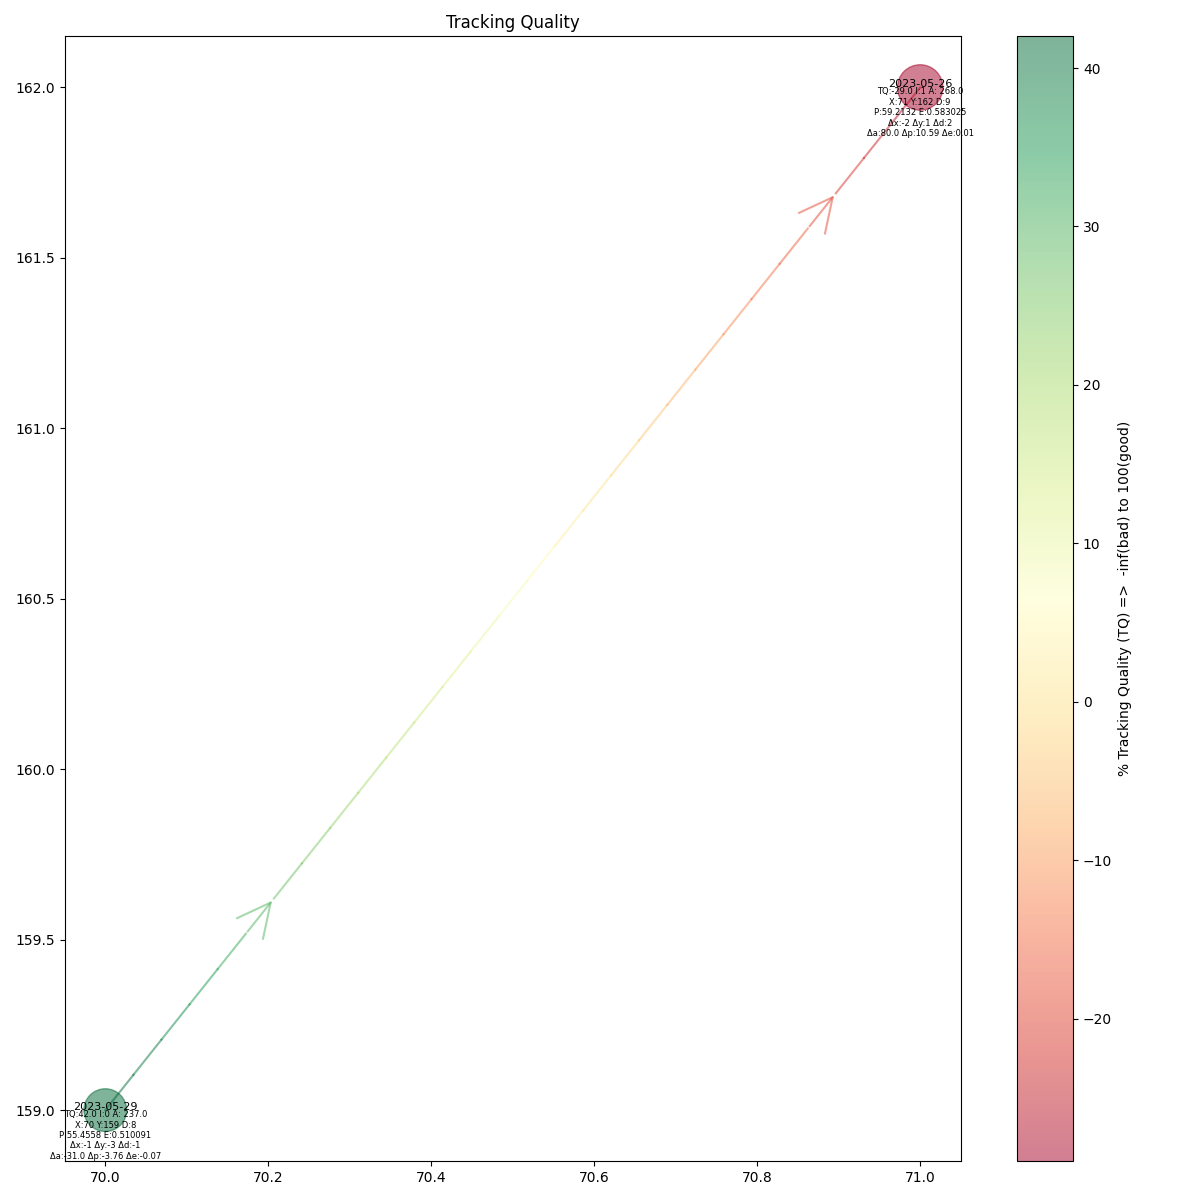 Tracking Quality
162.0
161.5
161.0
160.5
160.0
159.5
159.0
2023-05-26
TQ:-29.0 I:1 A: 268.0
X:71 Y:162 D:9
P:59.2132 E:0.583025
Δx:-2 Δy:1 Δd:2
Δa:80.0 Δp:10.59 Δe:0.01
2023-05-29
TQ:42.0 I:0 A: 237.0
X:70 Y:159 D:8
P:55.4558 E:0.510091
Δx:-1 Δy:-3 Δd:-1
Δa:-31.0 Δp:-3.76 Δe:-0.07
70.0 70.2 70.4 70.6 70.8 71.0
40
30
20
10
0
−10
−20
% Tracking Quality (TQ) => -inf(bad) to 100(good)